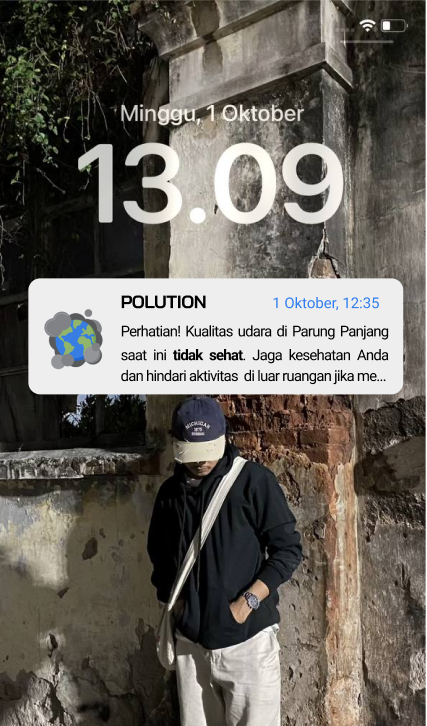 Minggu, 1 Oktober
13.09
POLUTION
1 Oktober, 12:35
Perhatian! Kualitas udara di Parung Panjang
saat ini tidak sehat. Jaga kesehatan Anda
dan hindari aktivitas di luar ruangan jika me...
MICHIGAN